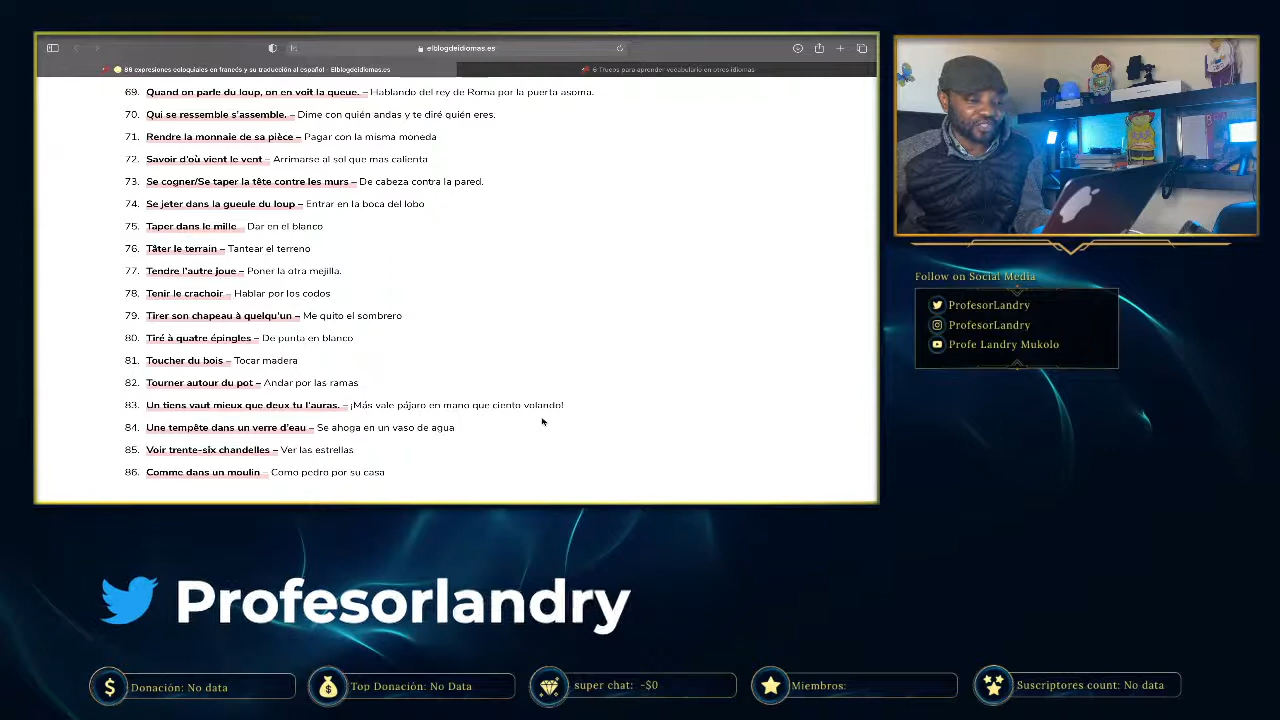 elblogdeidiomas.es
86 expresiones coloquiales en francés y su traducción al español - Elblogdeidiomas.es
6 Trucos para aprender vocabulario en otros idiomas
69. Quand on parle du loup, on en voit la queue. – Hablando del rey de Roma por la puerta asoma.
70. Qui se ressemble s'assemble. – Dime con quién andas y te diré quién eres.
71. Rendre la monnaie de sa pièce – Pagar con la misma moneda
72. Savoir d'où vient le vent – Arrimarse al sol que mas calienta
73. Se cogner/Se taper la tête contre les murs – De cabeza contra la pared.
74. Se jeter dans la gueule du loup – Entrar en la boca del lobo
75. Taper dans le mille – Dar en el blanco
76. Tâter le terrain – Tantear el terreno
77. Tendre l'autre joue – Poner la otra mejilla.
78. Tenir le crachoir – Hablar por los codos
79. Tirer son chapeau à quelqu'un – Me quito el sombrero
80. Tiré à quatre épingles – De punta en blanco
81. Toucher du bois – Tocar madera
82. Tourner autour du pot – Andar por las ramas
83. Un tiens vaut mieux que deux tu l'auras. – ¡Más vale pájaro en mano que ciento volando!
84. Une tempête dans un verre d'eau – Se ahoga en un vaso de agua
85. Voir trente-six chandelles – Ver las estrellas
86. Comme dans un moulin – Como pedro por su casa
Follow on Social Media
ProfesorLandry
ProfesorLandry
Profe Landry Mukolo
Profesorlandry
Donación: No data
Top Donación: No Data
super chat: -$0
Miembros:
Suscriptores count: No data